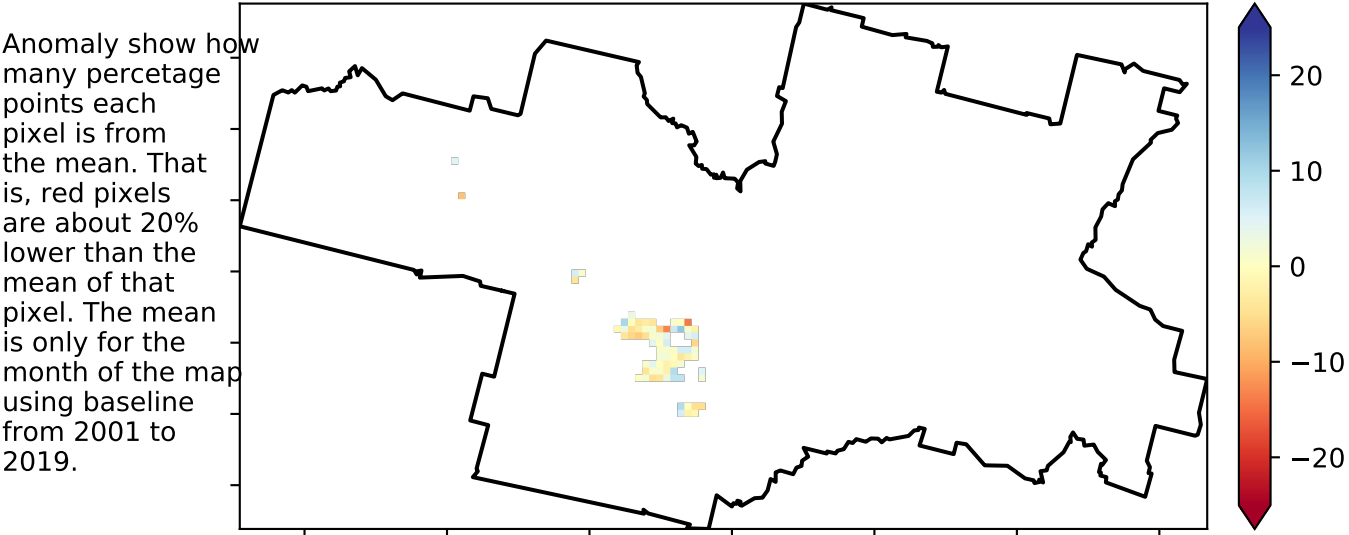 Anomaly show how
many percetage
points each
pixel is from
the mean. That
is, red pixels
are about 20%
lower than the
mean of that
pixel. The mean
is only for the
month of the map
using baseline
from 2001 to
2019.
20
10
0
−10
−20